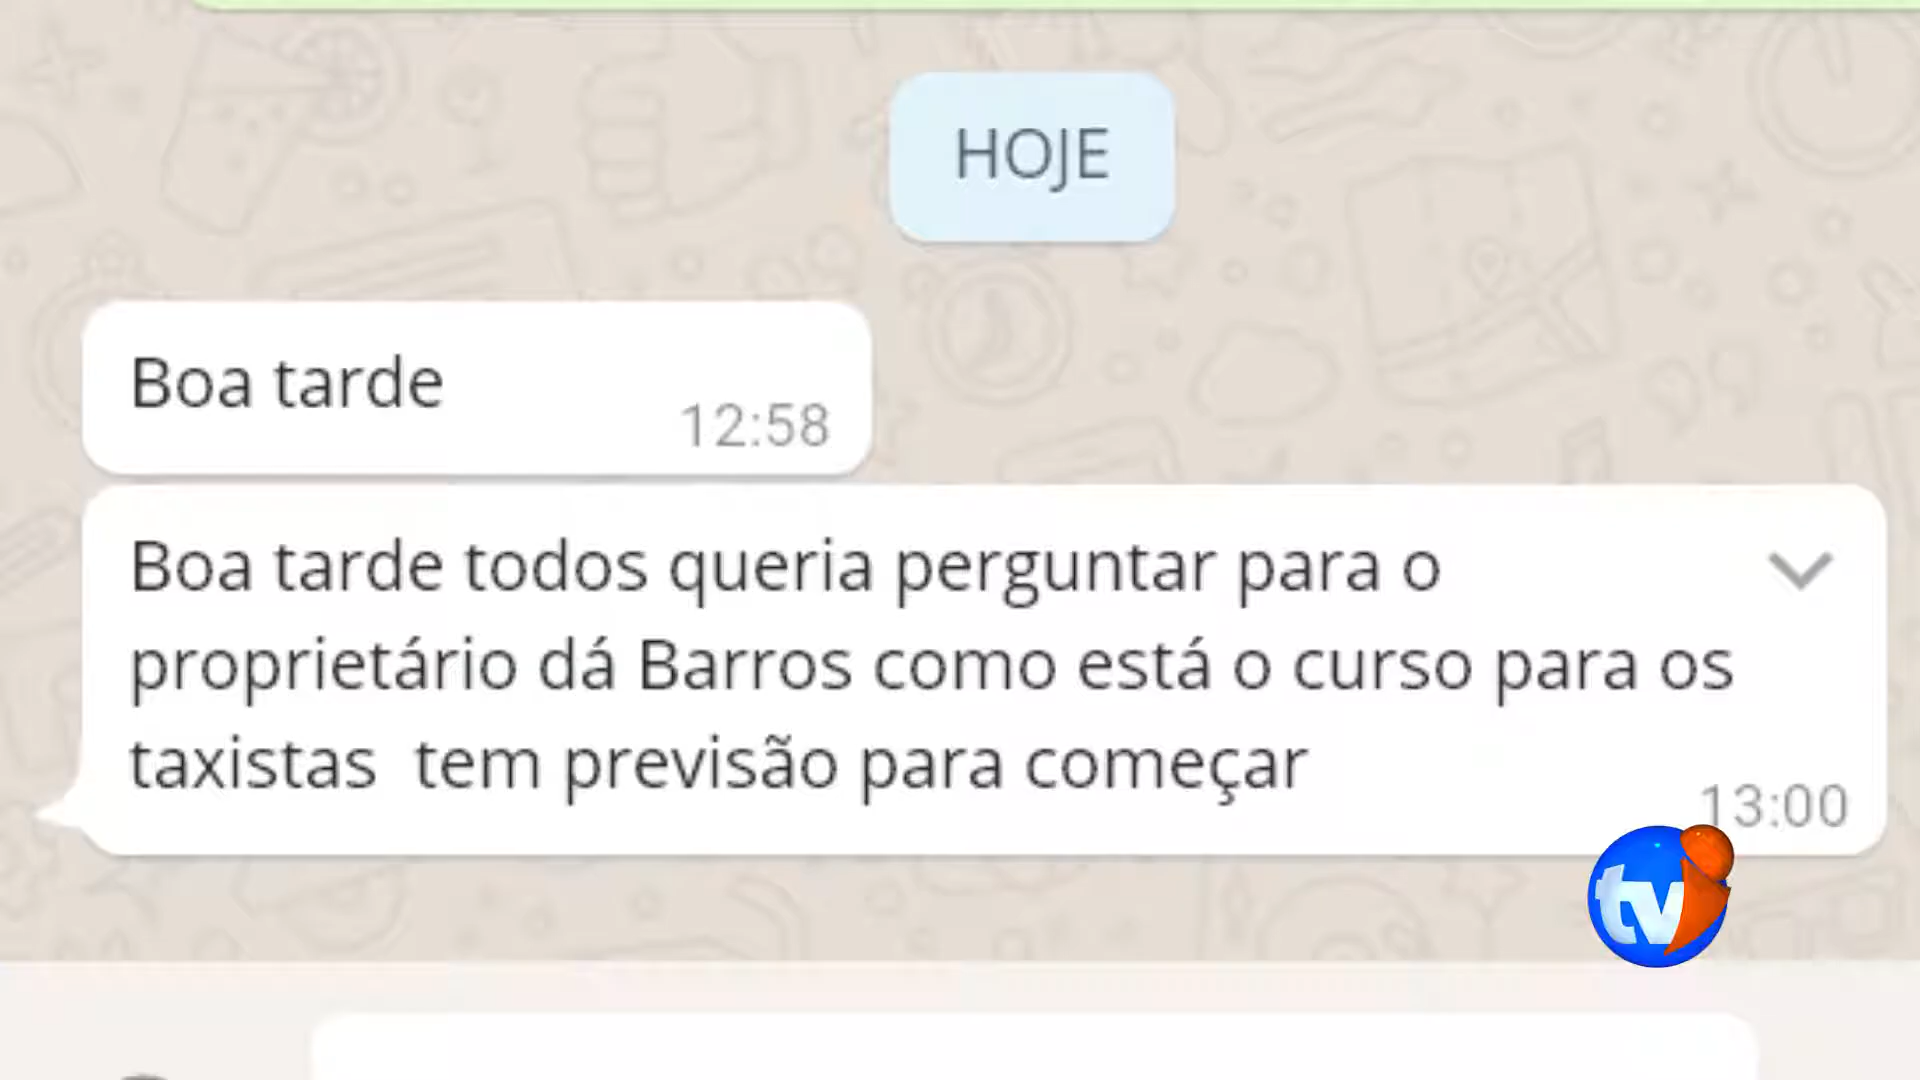 HOJE
Boa tarde
12:58
Boa tarde todos queria perguntar para o
proprietário dá Barros como está o curso para os
taxistas  tem previsão para começar
13:00
tvi